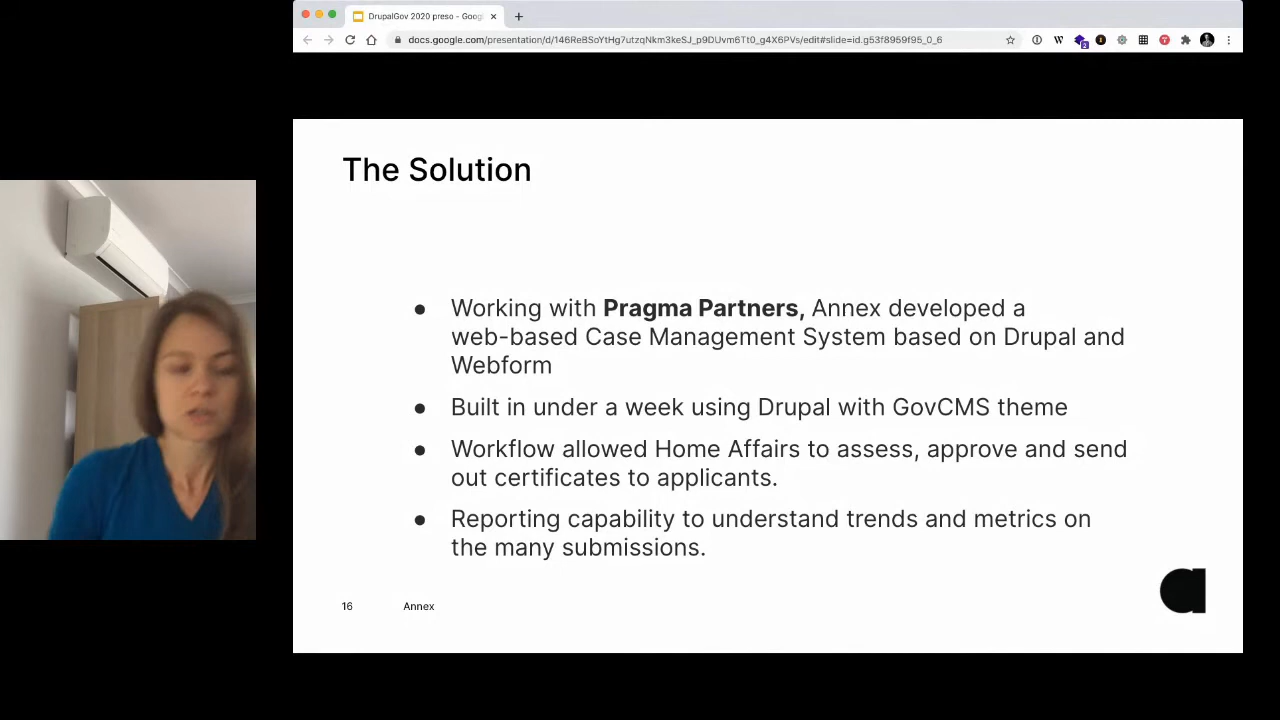 DrupalGov 2020 preso - Goog
docs.google.com/presentation/d/146ReBSoYtHg7utzqNkm3keSJ_p9DUvm6Tt0_g4X6PVs/edit#slide=id.g53f8959f95_0_6
The Solution
● Working with Pragma Partners, Annex developed a
web-based Case Management System based on Drupal and
Webform
● Built in under a week using Drupal with GovCMS theme
● Workflow allowed Home Affairs to assess, approve and send
out certificates to applicants.
● Reporting capability to understand trends and metrics on
the many submissions.
16 Annex